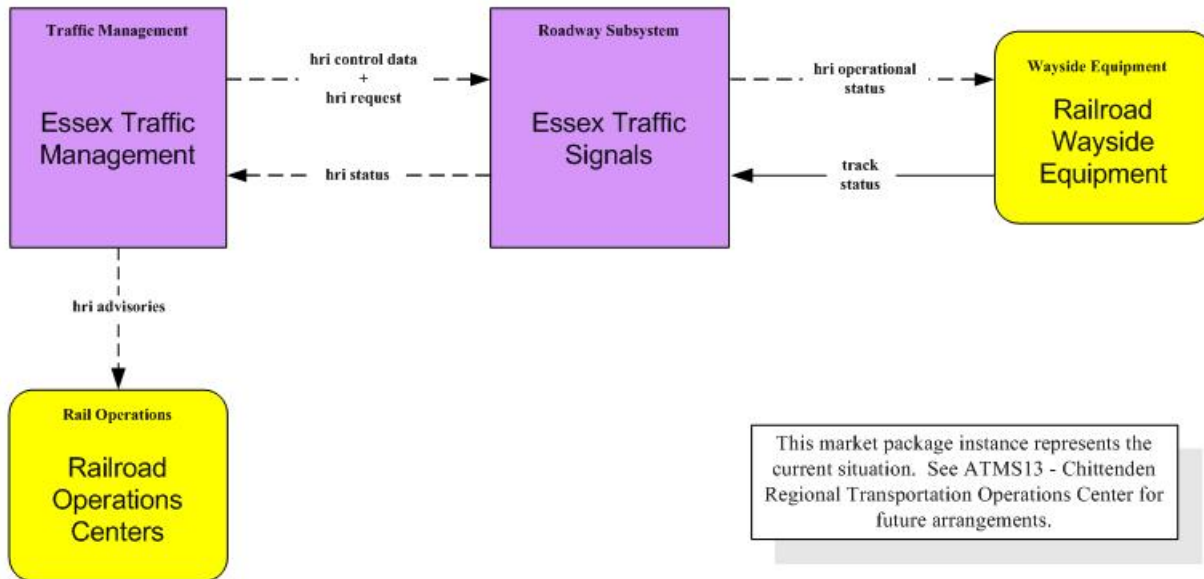 Traffic Management
Essex Traffic
Management
hri control data
+
hri request
hri status
Roadway Subsystem
Essex Traffic
Signals
hri operational
status
track
status
Wayside Equipment
Railroad
Wayside
Equipment
hri advisories
Rail Operations
Railroad
Operations
Centers
This market package instance represents the
current situation. See ATMS13 - Chittenden
Regional Transportation Operations Center for
future arrangements.